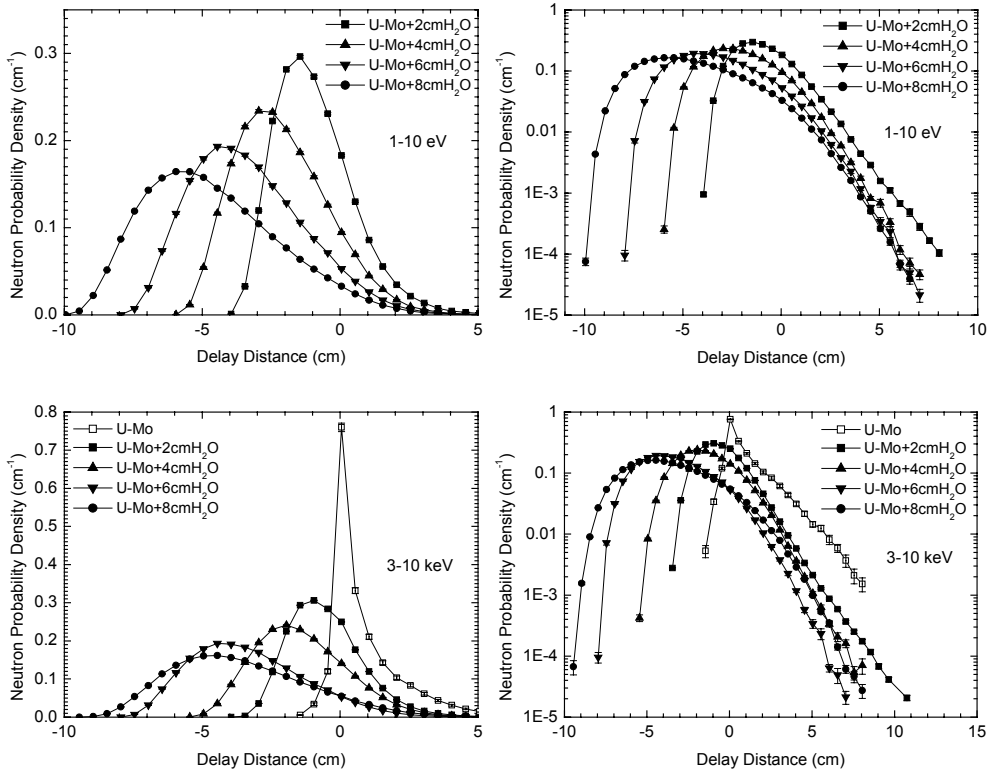 0.3
0.2
0.1
0.0
Neutron Probability Density (cm⁻¹)
U-Mo+2cmH₂O
U-Mo+4cmH₂O
U-Mo+6cmH₂O
U-Mo+8cmH₂O
1-10 eV
-10 -5 0 5
Delay Distance (cm)
1
0.1
0.01
1E-3
1E-4
1E-5
Neutron Probability Density (cm⁻¹)
U-Mo+2cmH₂O
U-Mo+4cmH₂O
U-Mo+6cmH₂O
U-Mo+8cmH₂O
1-10 eV
-10 -5 0 5 10
Delay Distance (cm)
0.8
0.7
0.6
0.5
0.4
0.3
0.2
0.1
0.0
Neutron Probability Density (cm⁻¹)
U-Mo
U-Mo+2cmH₂O
U-Mo+4cmH₂O
U-Mo+6cmH₂O
U-Mo+8cmH₂O
3-10 keV
-10 -5 0 5
Delay Distance (cm)
1
0.1
0.01
1E-3
1E-4
1E-5
Neutron Probability Density (cm⁻¹)
U-Mo
U-Mo+2cmH₂O
U-Mo+4cmH₂O
U-Mo+6cmH₂O
U-Mo+8cmH₂O
3-10 keV
-10 -5 0 5 10 15
Delay Distance (cm)